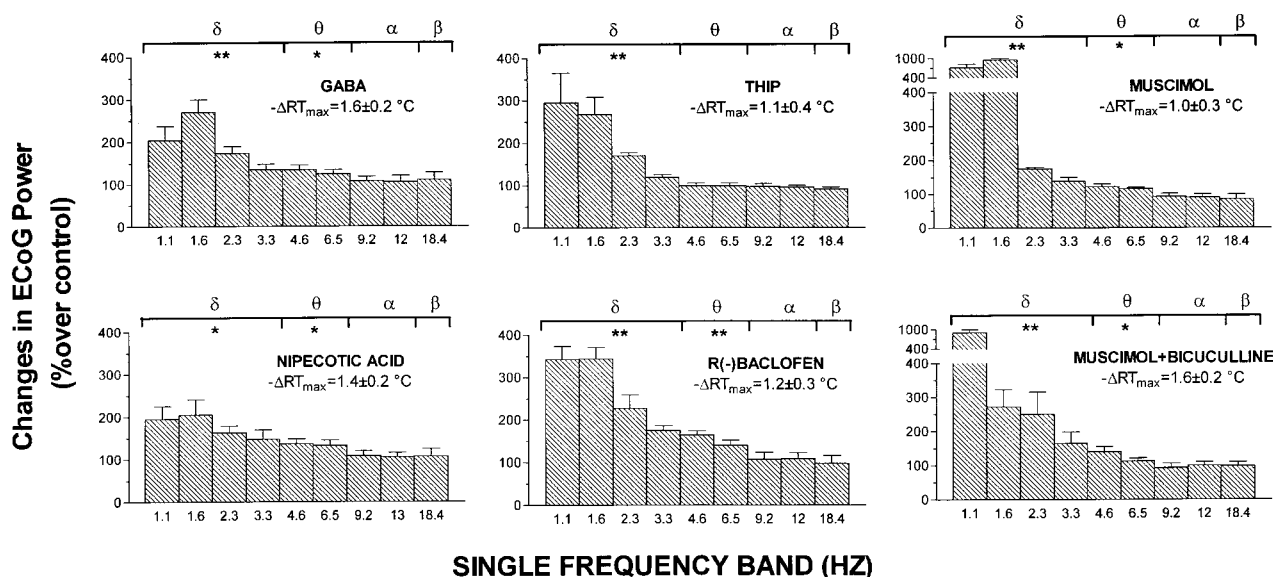 Changes in ECoG Power
(%over control)
δ θ α β
** *
GABA
-ΔRTmax=1.6±0.2 °C
400
300
200
100
0
1.1 1.6 2.3 3.3 4.6 6.5 9.2 12 18.4
δ θ α β
**
THIP
-ΔRTmax=1.1±0.4 °C
400
300
200
100
0
1.1 1.6 2.3 3.3 4.6 6.5 9.2 12 18.4
δ θ α β
** *
MUSCIMOL
-ΔRTmax=1.0±0.3 °C
1000
400
400
300
200
100
0
1.1 1.6 2.3 3.3 4.6 6.5 9.2 12 18.4
δ θ α β
* *
NIPECOTIC ACID
-ΔRTmax=1.4±0.2 °C
400
300
200
100
0
1.1 1.6 2.3 3.3 4.6 6.5 9.2 13 18.4
δ θ α β
** **
R(-)BACLOFEN
-ΔRTmax=1.2±0.3 °C
400
300
200
100
0
1.1 1.6 2.3 3.3 4.6 6.5 9.2 12 18.4
δ θ α β
** *
MUSCIMOL+BICUCULLINE
-ΔRTmax=1.6±0.2 °C
1000
400
400
300
200
100
0
1.1 1.6 2.3 3.3 4.6 6.5 9.2 12 18.4
SINGLE FREQUENCY BAND (HZ)